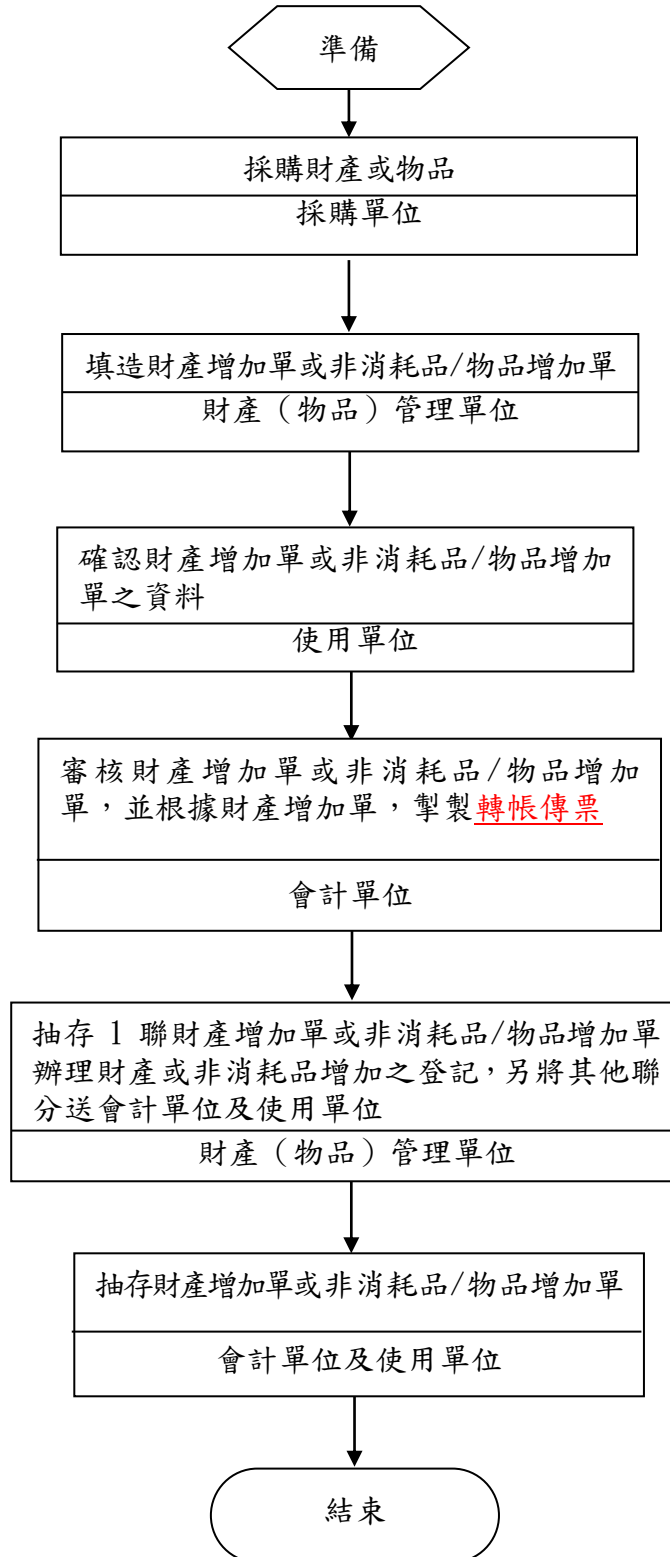 準備
採購財產或物品
採購單位
填造財產增加單或非消耗品/物品增加單
財產（物品）管理單位
確認財產增加單或非消耗品/物品增加
單之資料
使用單位
審核財產增加單或非消耗品/物品增加
單，並根據財產增加單，掣製轉帳傳票
會計單位
抽存 1 聯財產增加單或非消耗品/物品增加單
辦理財產或非消耗品增加之登記，另將其他聯
分送會計單位及使用單位
財產（物品）管理單位
抽存財產增加單或非消耗品/物品增加單
會計單位及使用單位
結束